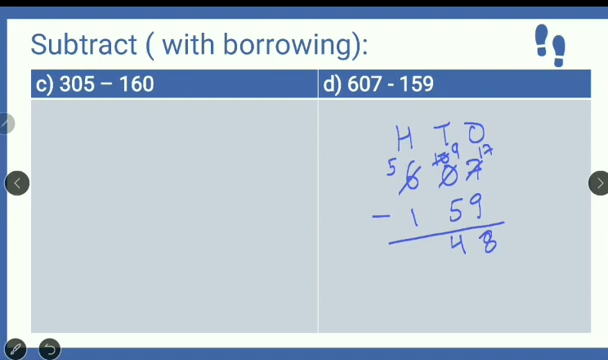 Subtract ( with borrowing):
c) 305 – 160
d) 607 - 159
H T O
5 10 9 17
6 0 7
- 1 5 9
4 8